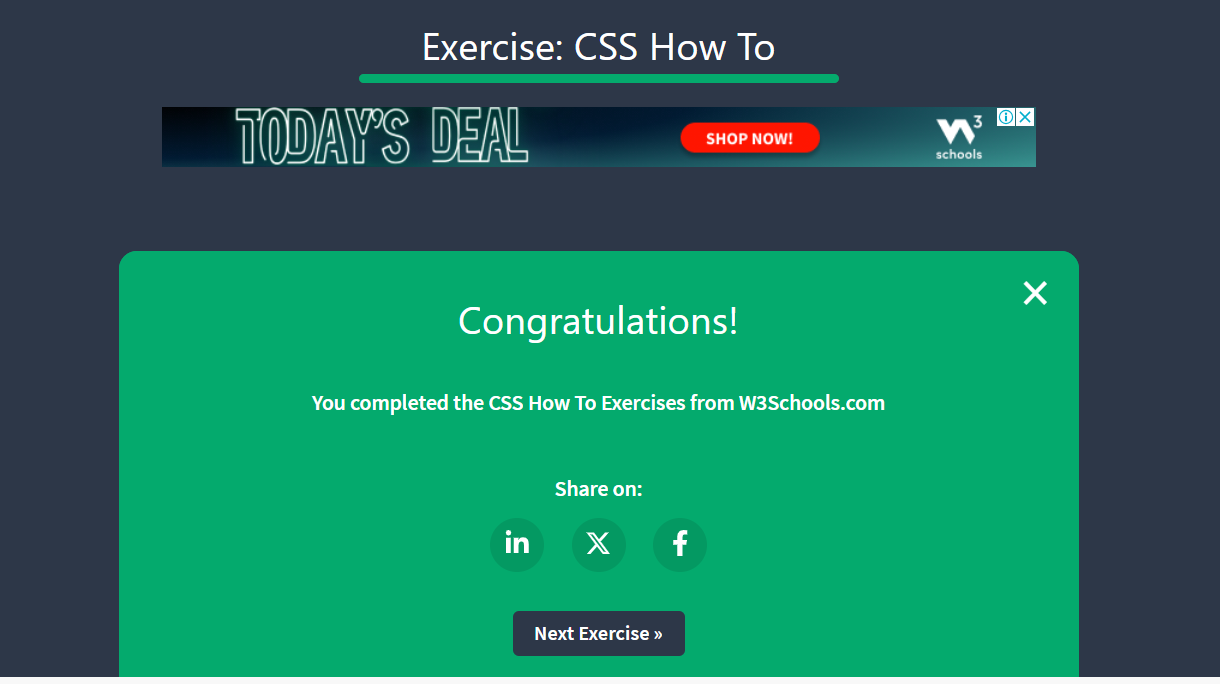 Exercise: CSS How To
TODAY'S DEAL
SHOP NOW!
W3
schools
Congratulations!
You completed the CSS How To Exercises from W3Schools.com
Share on:
in
X
f
Next Exercise »